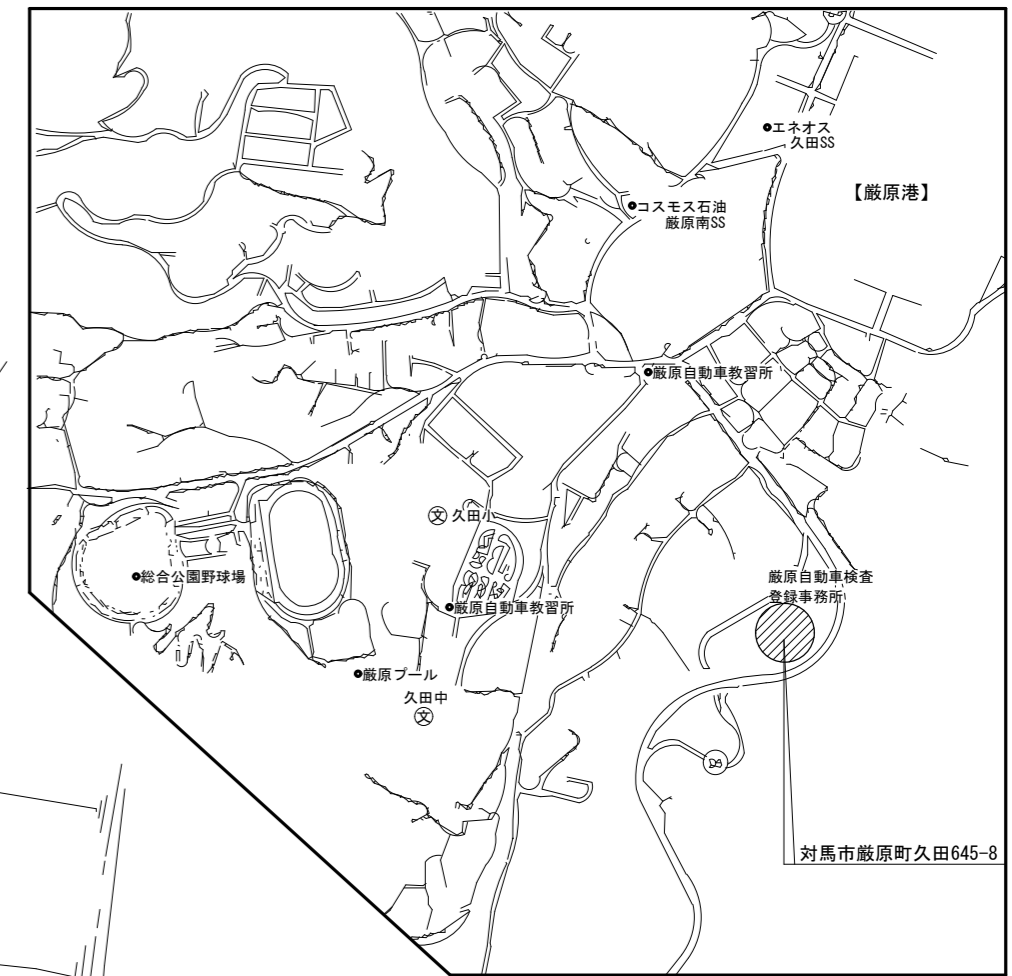 エネオス
久田SS
【厳原港】
コスモス石油
厳原南SS
厳原自動車教習所
文 久田小
総合公園野球場
厳原自動車検査
登録事務所
厳原自動車教習所
厳原プール
久田中
文
対馬市厳原町久田645-8